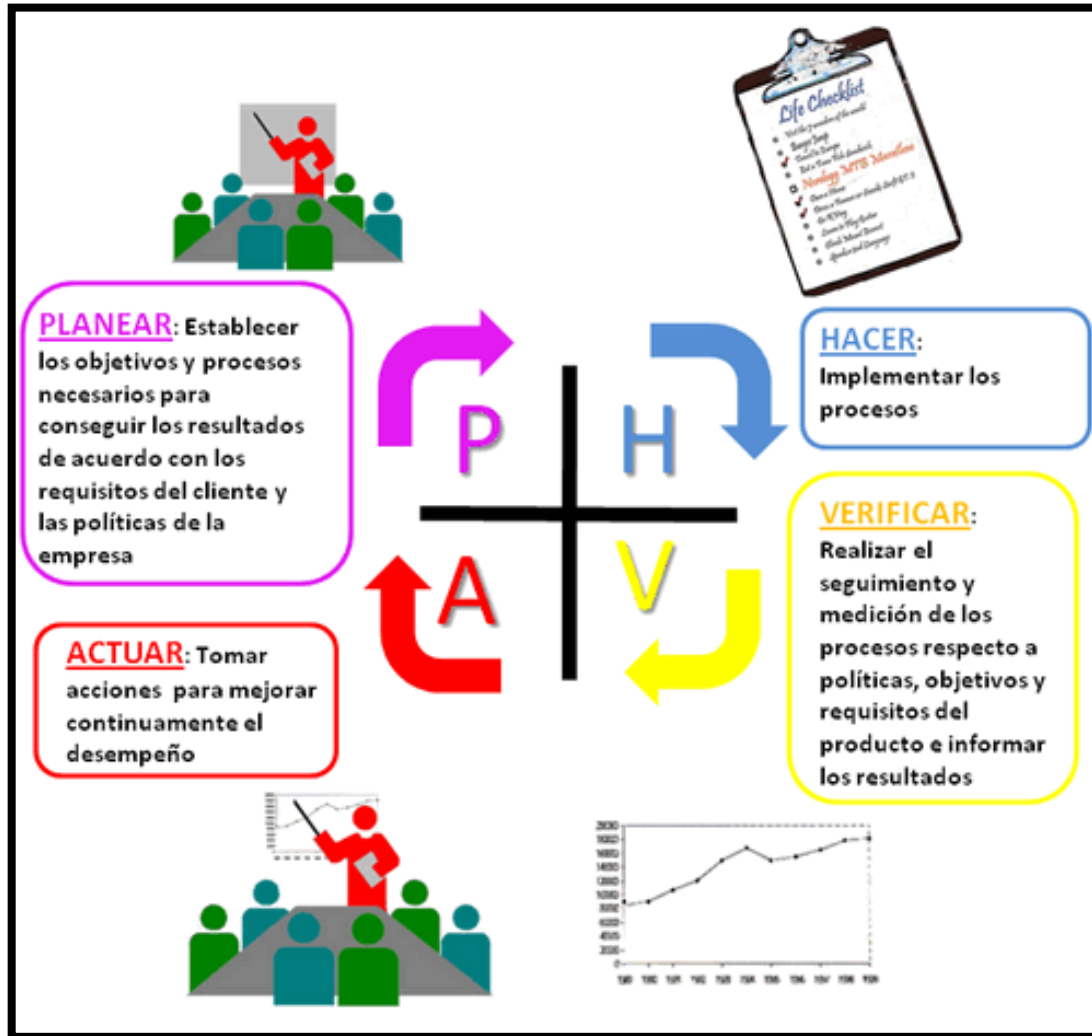 Life Checklist
PLANEAR: Establecer
los objetivos y procesos
necesarios para
conseguir los resultados
de acuerdo con los
requisitos del cliente y
las políticas de la
empresa
P
H
HACER:
Implementar los
procesos
A
V
VERIFICAR:
Realizar el
seguimiento y
medición de los
procesos respecto a
políticas, objetivos y
requisitos del
producto e informar
los resultados
ACTUAR: Tomar
acciones para mejorar
continuamente el
desempeño